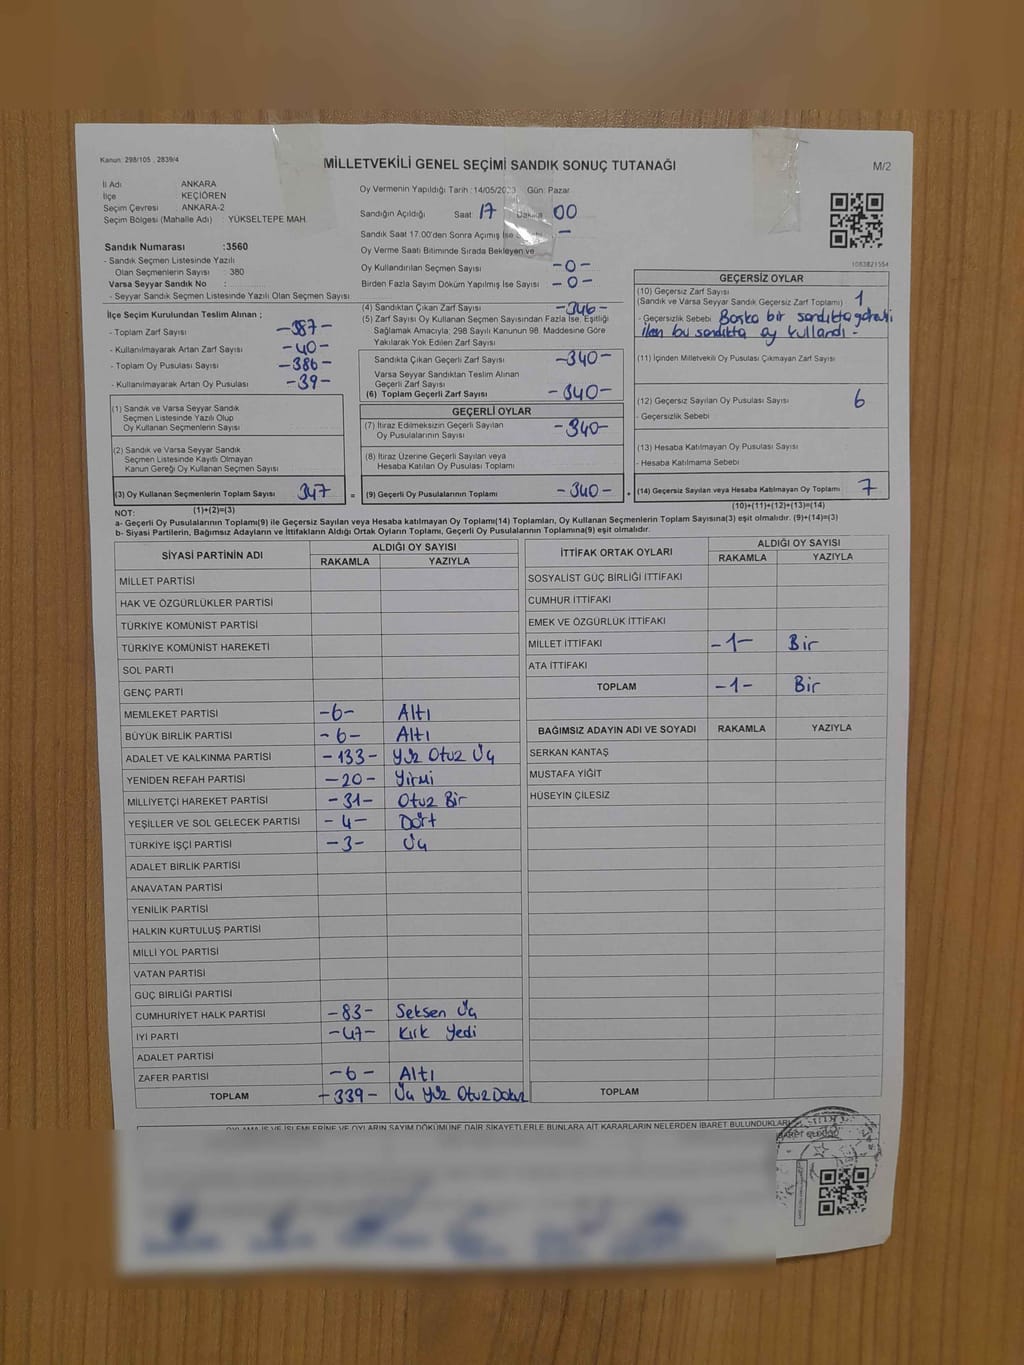 Kanun: 298/105 , 2839/4
MİLLETVEKİLİ GENEL SEÇİMİ SANDIK SONUÇ TUTANAĞI
M/2
İl Adı : ANKARA
İlçe : KEÇİÖREN
Seçim Çevresi : ANKARA-2
Seçim Bölgesi (Mahalle Adı) : YÜKSELTEPE MAH.
Sandık Numarası :3560
- Sandık Seçmen Listesinde Yazılı
Olan Seçmenlerin Sayısı : 380
Varsa Seyyar Sandık No :
- Seyyar Sandık Seçmen Listesinde Yazılı Olan Seçmen Sayısı
Oy Vermenin Yapıldığı Tarih :14/05/2023 Gün: Pazar
Sandığın Açıldığı Saat: 17 Dakika: 00
Sandık Saat 17.00'den Sonra Açımış İse -
Oy Verme Saati Bitiminde Sırada Bekleyen ve
Oy Kullandırılan Seçmen Sayısı -0-
Birden Fazla Sayım Döküm Yapılmış İse Sayısı -0-
1083821554
İlçe Seçim Kurulundan Teslim Alınan ;
- Toplam Zarf Sayısı : -387-
- Kullanılmayarak Artan Zarf Sayısı : -40-
- Toplam Oy Pusulası Sayısı : -386-
- Kullanılmayarak Artan Oy Pusulası : -39-
(1) Sandık ve Varsa Seyyar Sandık
Seçmen Listesinde Yazılı Olup
Oy Kullanan Seçmenlerin Sayısı :
(2) Sandık ve Varsa Seyyar Sandık
Seçmen Listesinde Kayıtlı Olmayan
Kanun Gereği Oy Kullanan Seçmen Sayısı :
(3) Oy Kullanan Seçmenlerin Toplam Sayısı 347
(1)+(2)=(3)
(4) Sandıktan Çıkan Zarf Sayısı : -346-
(5) Zarf Sayısı Oy Kullanan Seçmen Sayısından Fazla İse, Eşitliği
Sağlamak Amacıyla; 298 Sayılı Kanunun 98. Maddesine Göre
Yakılarak Yok Edilen Zarf Sayısı :
Sandıkta Çıkan Geçerli Zarf Sayısı : -340-
Varsa Seyyar Sandıktan Teslim Alınan
Geçerli Zarf Sayısı :
(6) Toplam Geçerli Zarf Sayısı : -340-
GEÇERLİ OYLAR
(7) İtiraz Edilmeksizin Geçerli Sayılan
Oy Pusulalarının Sayısı : -340-
(8) İtiraz Üzerine Geçerli Sayılan veya
Hesaba Katılan Oy Pusulası Toplamı :
= (9) Geçerli Oy Pusulalarının Toplamı : -340-
GEÇERSİZ OYLAR
(10) Geçersiz Zarf Sayısı
(Sandık ve Varsa Seyyar Sandık Geçersiz Zarf Toplamı) : 1
- Geçersizlik Sebebi : Başka bir sandıkta görevli
iken bu sandıkta oy kullandı -
(11) İçinden Milletvekili Oy Pusulası Çıkmayan Zarf Sayısı :
(12) Geçersiz Sayılan Oy Pusulası Sayısı : 6
- Geçersizlik Sebebi :
(13) Hesaba Katılmayan Oy Pusulası Sayısı :
- Hesaba Katılmama Sebebi :
+ (14) Geçersiz Sayılan veya Hesaba Katılmayan Oy Toplamı : 7
(10)+(11)+(12)+(13)=(14)
NOT:
a- Geçerli Oy Pusulalarının Toplamı(9) ile Geçersiz Sayılan veya Hesaba katılmayan Oy Toplamı(14) Toplamları, Oy Kullanan Seçmenlerin Toplam Sayısına(3) eşit olmalıdır. (9)+(14)=(3)
b- Siyasi Partilerin, Bağımsız Adayların ve İttifakların Aldığı Oyların Toplamı, Geçerli Oy Pusulalarının Toplamına(9) eşit olmalıdır.
SİYASİ PARTİNİN ADI ALDIĞI OY SAYISI
RAKAMLA YAZIYLA
MİLLET PARTİSİ
HAK VE ÖZGÜRLÜKLER PARTİSİ
TÜRKİYE KOMÜNİST PARTİSİ
TÜRKİYE KOMÜNİST HAREKETİ
SOL PARTİ
GENÇ PARTİ
MEMLEKET PARTİSİ -6- Altı
BÜYÜK BİRLİK PARTİSİ -6- Altı
ADALET VE KALKINMA PARTİSİ -133- Yüz Otuz Üç
YENİDEN REFAH PARTİSİ -20- Yirmi
MİLLİYETÇİ HAREKET PARTİSİ -31- Otuz Bir
YEŞİLLER VE SOL GELECEK PARTİSİ -4- Dört
TÜRKİYE İŞÇİ PARTİSİ -3- Üç
ADALET BİRLİK PARTİSİ
ANAVATAN PARTİSİ
YENİLİK PARTİSİ
HALKIN KURTULUŞ PARTİSİ
MİLLİ YOL PARTİSİ
VATAN PARTİSİ
GÜÇ BİRLİĞİ PARTİSİ
CUMHURİYET HALK PARTİSİ -83- Seksen Üç
İYİ PARTİ -47- Kırk Yedi
ADALET PARTİSİ
ZAFER PARTİSİ -6- Altı
TOPLAM -339- Üç Yüz Otuz Dokuz
İTTİFAK ORTAK OYLARI ALDIĞI OY SAYISI
RAKAMLA YAZIYLA
SOSYALİST GÜÇ BİRLİĞİ İTTİFAKI
CUMHUR İTTİFAKI
EMEK VE ÖZGÜRLÜK İTTİFAKI
MİLLET İTTİFAKI -1- Bir
ATA İTTİFAKI
TOPLAM -1- Bir
BAĞIMSIZ ADAYIN ADI VE SOYADI RAKAMLA YAZIYLA
SERKAN KANTAŞ
MUSTAFA YİĞİT
HÜSEYİN ÇİLESİZ
TOPLAM
OYLAMA İŞ VE İŞLEMLERİNE VE OYLARIN SAYIM DÖKÜMÜNE DAİR ŞİKAYETLERLE BUNLARA AİT KARARLARIN NELERDEN İBARET BULUNDUKLARI